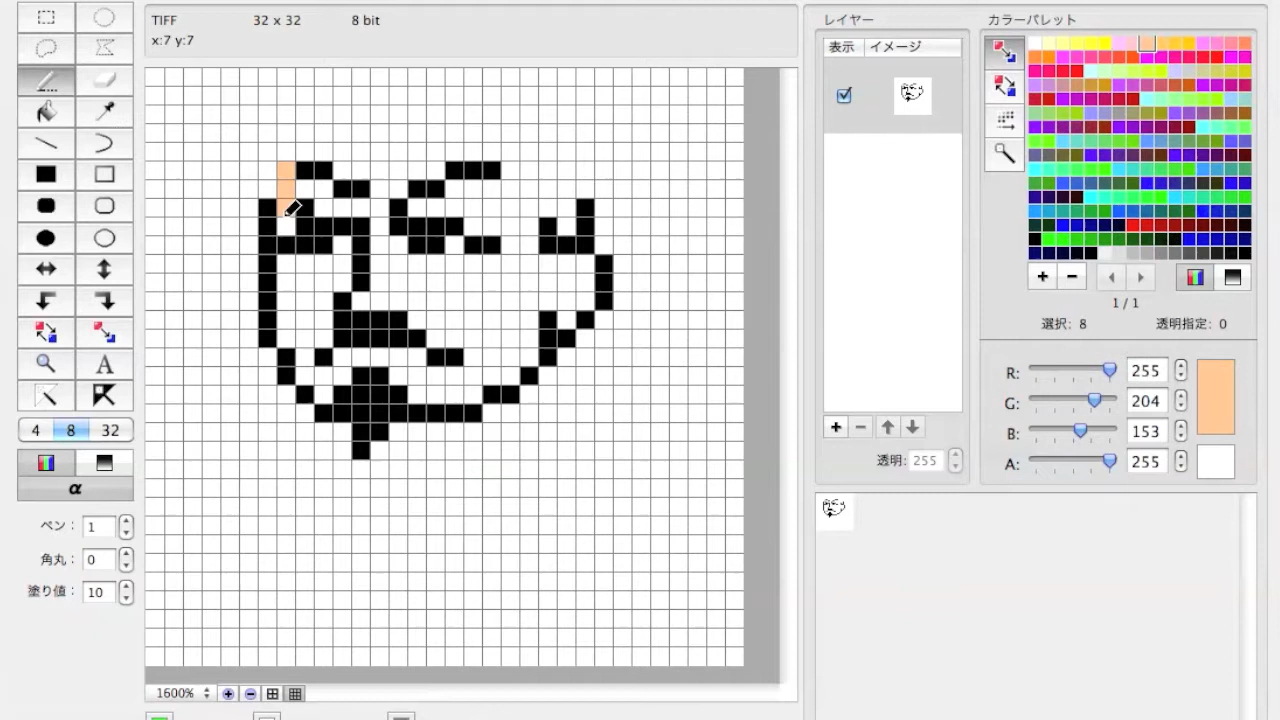 TIFF 32 x 32 8 bit
x:7 y:7
レイヤー
表示 イメージ
透明: 255
カラーパレット
1 / 1
選択: 8 透明指定: 0
R: 255
G: 204
B: 153
A: 255
A
4 8 32
α
ペン: 1
角丸: 0
塗り値: 10
1600%